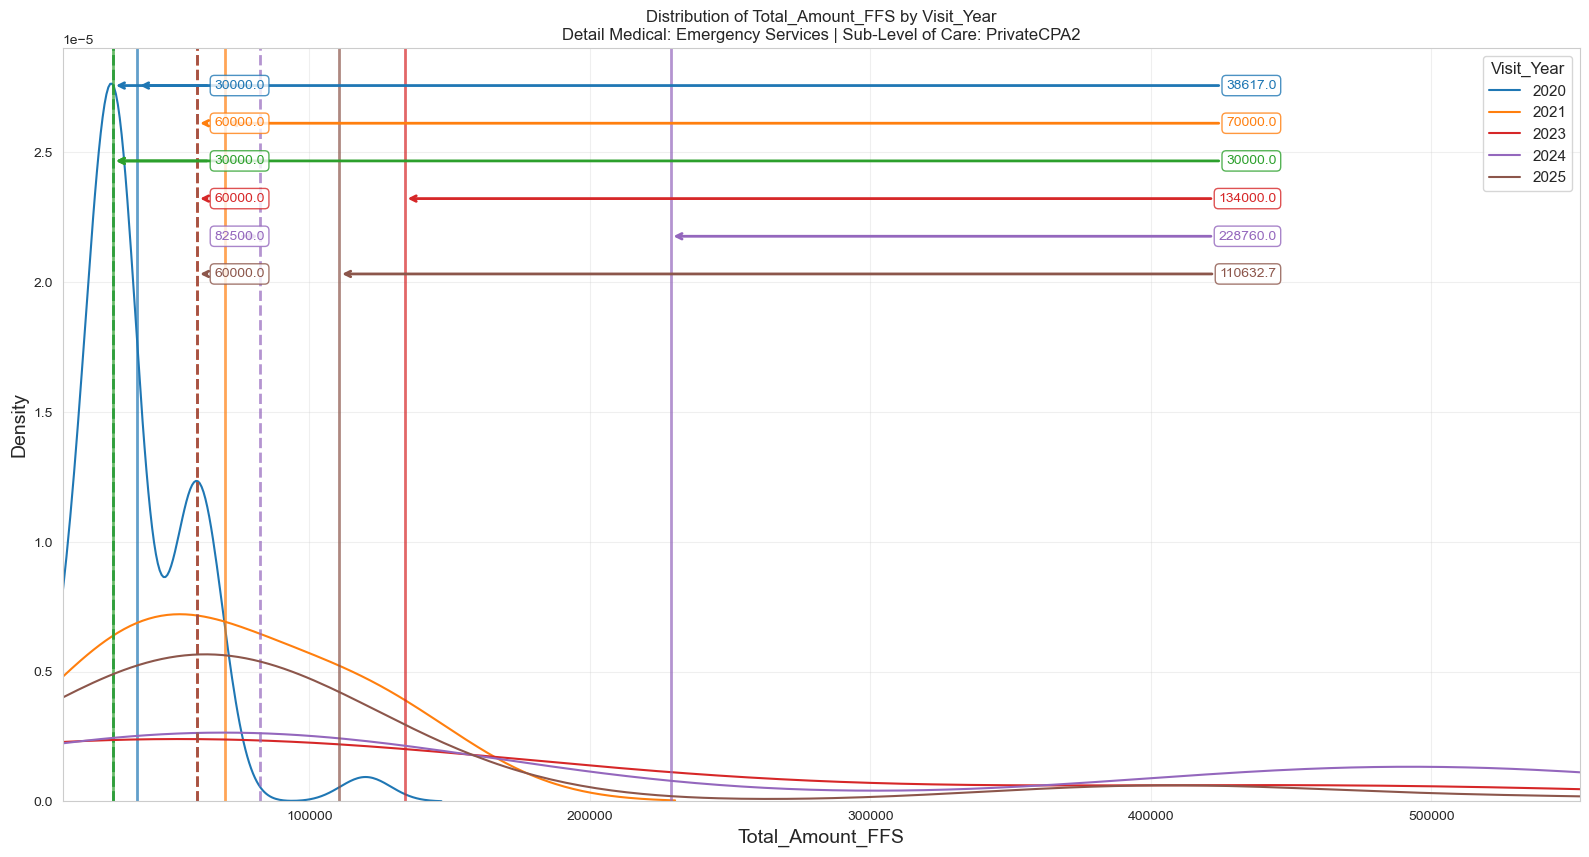 Distribution of Total_Amount_FFS by Visit_Year
Detail Medical: Emergency Services | Sub-Level of Care: PrivateCPA2
1e−5
Visit_Year
2020
2021
2023
2024
2025
30000.0 38617.0
60000.0 70000.0
30000.0 30000.0
60000.0 134000.0
82500.0 228760.0
60000.0 110632.7
2.5
2.0
1.5
1.0
0.5
0.0
Density
100000 200000 300000 400000 500000
Total_Amount_FFS